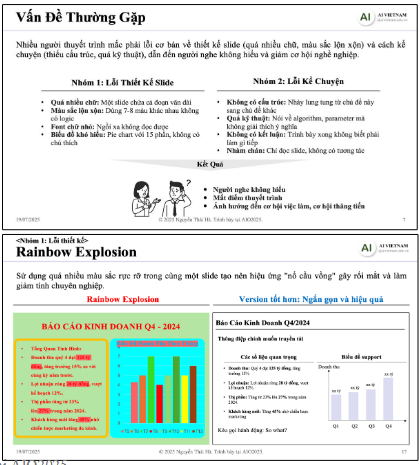 Vấn Đề Thường Gặp
AI AI VIETNAM
Nhiều người thuyết trình mắc phải lỗi cơ bản về thiết kế slide (quá nhiều chữ, màu sắc lộn xộn) và cách kể
chuyện (thiếu cấu trúc, quá kỹ thuật), dẫn đến người nghe không hiểu và giảm cơ hội nghề nghiệp.
Nhóm 1: Lỗi Thiết Kế Slide
• Quá nhiều chữ: Một slide chứa cả đoạn văn dài
• Màu sắc lộn xộn: Dùng 7-8 màu khác nhau không
có logic
• Font chữ nhỏ: Ngồi xa không đọc được
• Biểu đồ khó hiểu: Pie chart với 15 phần, không có
chú thích
Nhóm 2: Lỗi Kể Chuyện
• Không có cấu trúc: Nhảy lung tung từ chủ đề này
sang chủ đề khác
• Quá kỹ thuật: Nói về algorithm, parameter mà
không giải thích ý nghĩa
• Không có kết luận: Trình bày xong không biết phải
làm gì tiếp
• Nhàm chán: Chỉ đọc slide, không có tương tác
Kết Quả
• Người nghe không hiểu
• Mất điểm thuyết trình
• Ảnh hưởng đến cơ hội việc làm, cơ hội thăng tiến
19/07/2025
© 2025 Nguyễn Thái Hà. Trình bày tại AIO2025.
7
<Nhóm 1: Lỗi thiết kế>
Rainbow Explosion
AI AI VIETNAM
Sử dụng quá nhiều màu sắc rực rỡ trong cùng một slide tạo nên hiệu ứng "nổ cầu vồng" gây rối mắt và làm
giảm tính chuyên nghiệp.
Rainbow Explosion
Version tốt hơn: Ngắn gọn và hiệu quả
BÁO CÁO KINH DOANH Q4 - 2024
• Tổng Quan Tình Hình:
• Doanh thu quý 4 đạt
tăng trưởng 15% so với
cùng kỳ năm trước.
• Lợi nhuận ròng
vượt
kế hoạch 12%.
• Thị phần tăng từ 23%
trong năm 2024.
• Khách hàng mới tăng
nhờ
chiến lược marketing đa kênh.
Báo Cáo Kinh Doanh Q4/2024
Thông điệp chính muốn truyền tải
Các số liệu quan trọng
• Doanh thu: Quý 4 đạt 125 tỷ đồng, tăng
trưởng 15%
• Lợi nhuận: Lợi nhuận ròng 28 tỷ đồng, vượt
kế hoạch 12%
• Thị phần: Tăng từ 23% lên 27% trong năm
2024
• Khách hàng mới: Tăng 45% nhờ chiến lược
marketing
Kêu gọi hành động: So what?
Biểu đồ support
Doanh thu
xx tỷ
xx tỷ
xx tỷ
xx tỷ
Q1 Q2 Q3 Q4
19/07/2025
© 2025 Nguyễn Thái Hà. Trình bày tại AIO2025.
17